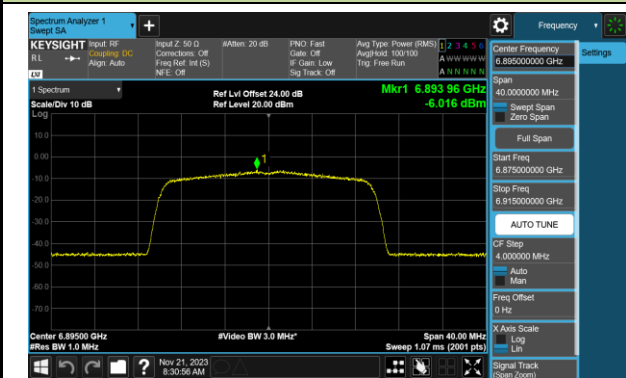 Spectrum Analyzer 1
Swept SA
+
Frequency
KEYSIGHT
Input: RF
Input Z: 50 Ω
#Atten: 20 dB
PNO: Fast
Avg Type: Power (RMS)
1 2 3 4 5 6
RL
Coupling: DC
Corrections: Off
Gate: Off
Avg|Hold: 100/100
A W W W W W
Align: Auto
Freq Ref: Int (S)
IF Gain: Low
Trig: Free Run
NFE: Off
Sig Track: Off
A N N N N N
LXI
1 Spectrum
Ref Lvl Offset 24.00 dB
Mkr1 6.893 96 GHz
Scale/Div 10 dB
Ref Level 20.00 dBm
-6.016 dBm
Log
10.0
0.00
1
-10.0
-20.0
-30.0
-40.0
-50.0
-60.0
-70.0
Center 6.89500 GHz
#Video BW 3.0 MHz*
Span 40.00 MHz
#Res BW 1.0 MHz
Sweep 1.07 ms (2001 pts)
?
Nov 21, 2023
8:30:56 AM
Center Frequency
6.895000000 GHz
Settings
Span
40.0000000 MHz
Swept Span
Zero Span
Full Span
Start Freq
6.875000000 GHz
Stop Freq
6.915000000 GHz
AUTO TUNE
CF Step
4.000000 MHz
Auto
Man
Freq Offset
0 Hz
X Axis Scale
Log
Lin
Signal Track
(Span Zoom)